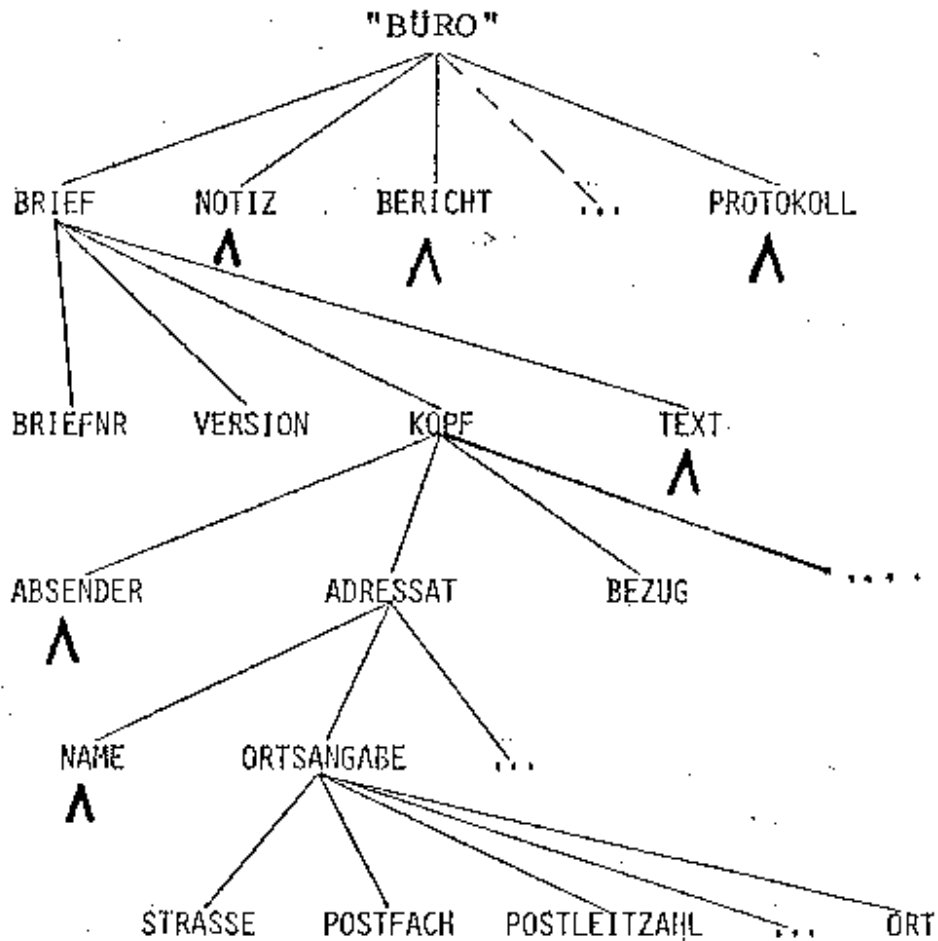 "BÜRO"
BRIEF NOTIZ BERICHT ... PROTOKOLL
BRIEFNR VERSION KOPF TEXT
ABSENDER ADRESSAT BEZUG ....
NAME ORTSANGABE ...
STRASSE POSTFACH POSTLEITZAHL ... ORT